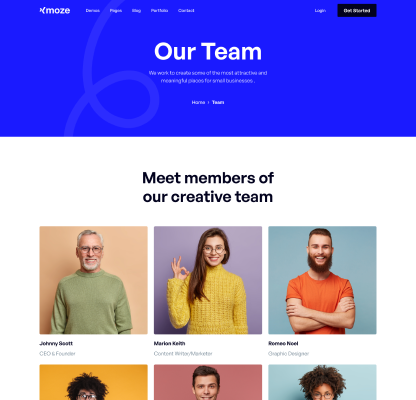 moze
Demos Pages Blog Portfolio Contact Login Get Started
Our Team
We work to create some of the most attractive and
meaningful places for small businesses.
Home › Team
Meet members of
our creative team
Johnny Scott
CEO & Founder
Marion Keith
Content Writer/Marketer
Romeo Noel
Graphic Designer